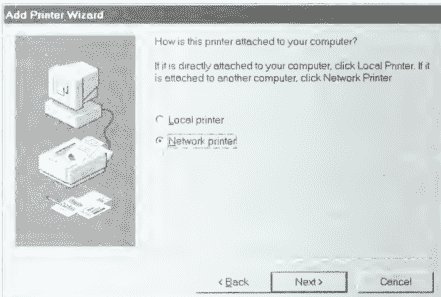 Add Printer Wizard
How is this printer attached to your computer?
If it is directly attached to your computer, click Local Printer. If it
is attached to another computer, click Network Printer
Local printer
Network printer
< Back
Next >
Cancel